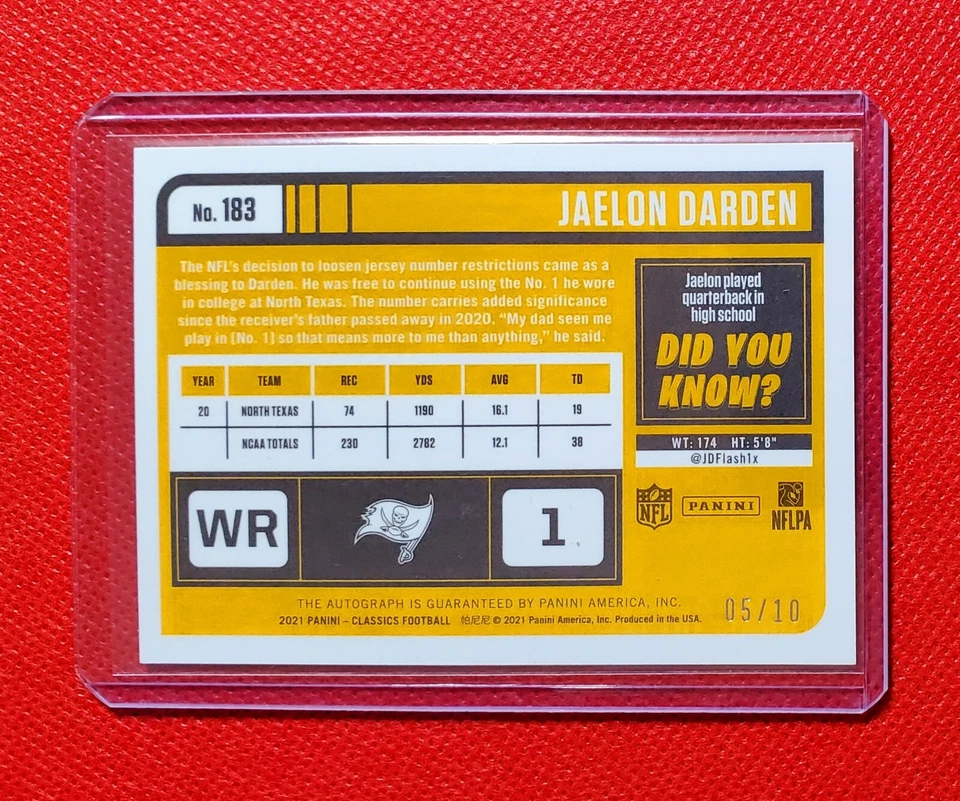 No. 183
JAELON DARDEN
The NFL's decision to loosen jersey number restrictions came as a
blessing to Darden. He was free to continue using the No. 1 he wore
in college at North Texas. The number carries added significance
since the receiver's father passed away in 2020. "My dad seen me
play in [No. 1] so that means more to me than anything," he said.
Jaelon played
quarterback in
high school
DID YOU
KNOW?
YEAR TEAM REC YDS AVG TD
20 NORTH TEXAS 74 1190 16.1 19
NCAA TOTALS 230 2782 12.1 38
WT: 174 HT: 5'8"
@JDFlash1x
WR
1
NFL
PANINI
NFLPA
THE AUTOGRAPH IS GUARANTEED BY PANINI AMERICA, INC.
2021 PANINI – CLASSICS FOOTBALL 帕尼尼 © 2021 Panini America, Inc. Produced in the USA.
05/10